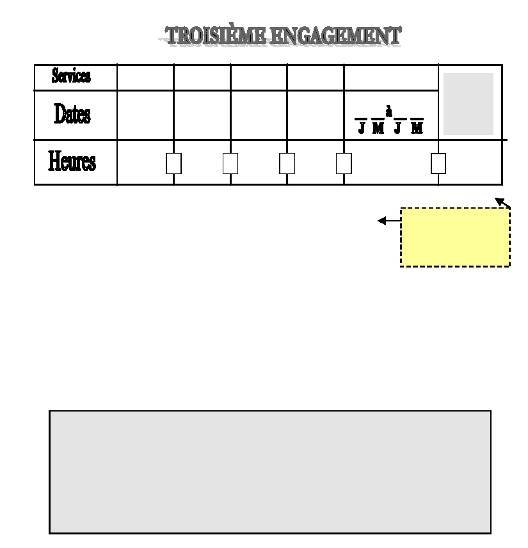 TROISIÈME ENGAGEMENT
Services
Dates
à
J M J M
Heures